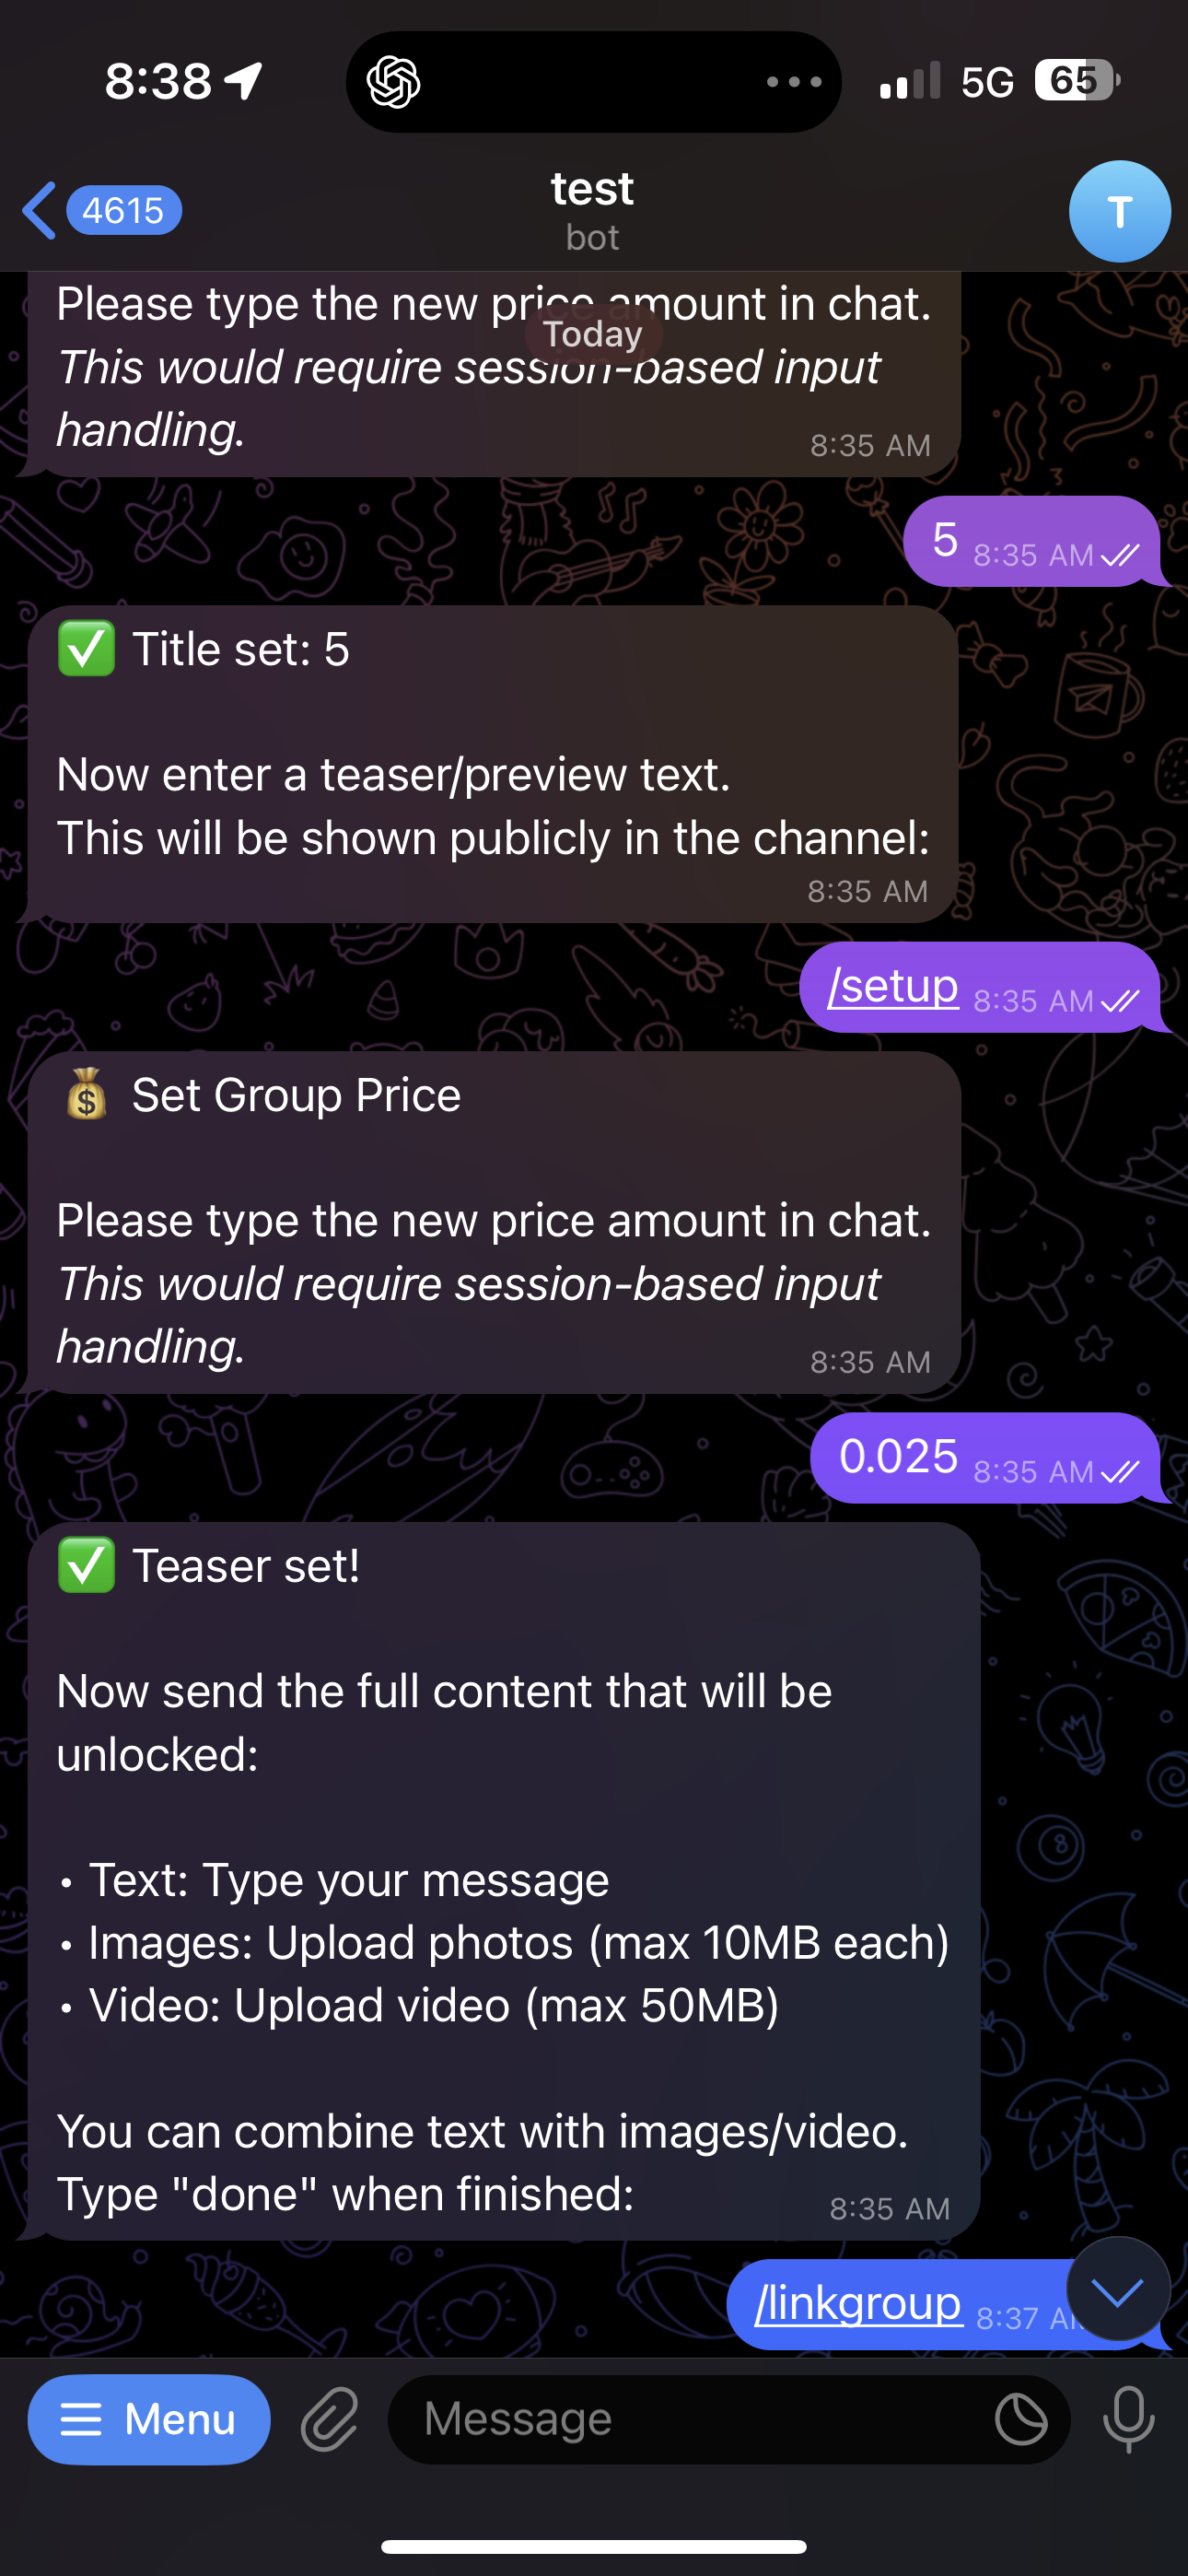 8:38
5G 65
4615
test
bot
T
Please type the new price amount in chat.
Today
This would require session-based input
handling.
8:35 AM
5 8:35 AM
✅ Title set: 5
Now enter a teaser/preview text.
This will be shown publicly in the channel:
8:35 AM
/setup 8:35 AM
💰 Set Group Price
Please type the new price amount in chat.
This would require session-based input
handling.
8:35 AM
0.025 8:35 AM
✅ Teaser set!
Now send the full content that will be
unlocked:
• Text: Type your message
• Images: Upload photos (max 10MB each)
• Video: Upload video (max 50MB)
You can combine text with images/video.
Type "done" when finished:
8:35 AM
/linkgroup 8:37
Menu
Message